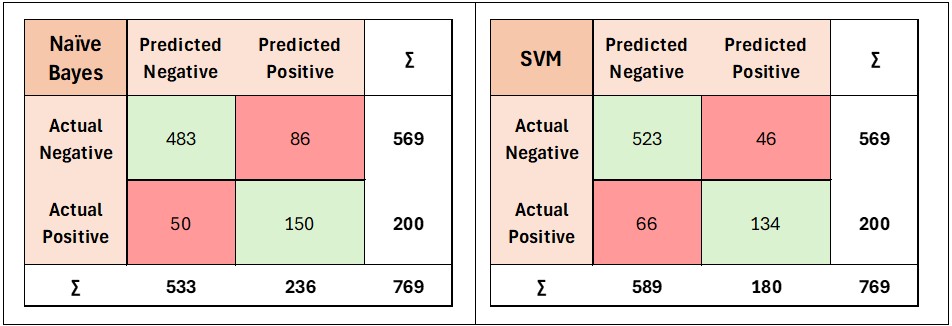 Naïve Bayes Predicted Negative Predicted Positive Σ
Actual Negative 483 86 569
Actual Positive 50 150 200
Σ 533 236 769
SVM Predicted Negative Predicted Positive Σ
Actual Negative 523 46 569
Actual Positive 66 134 200
Σ 589 180 769